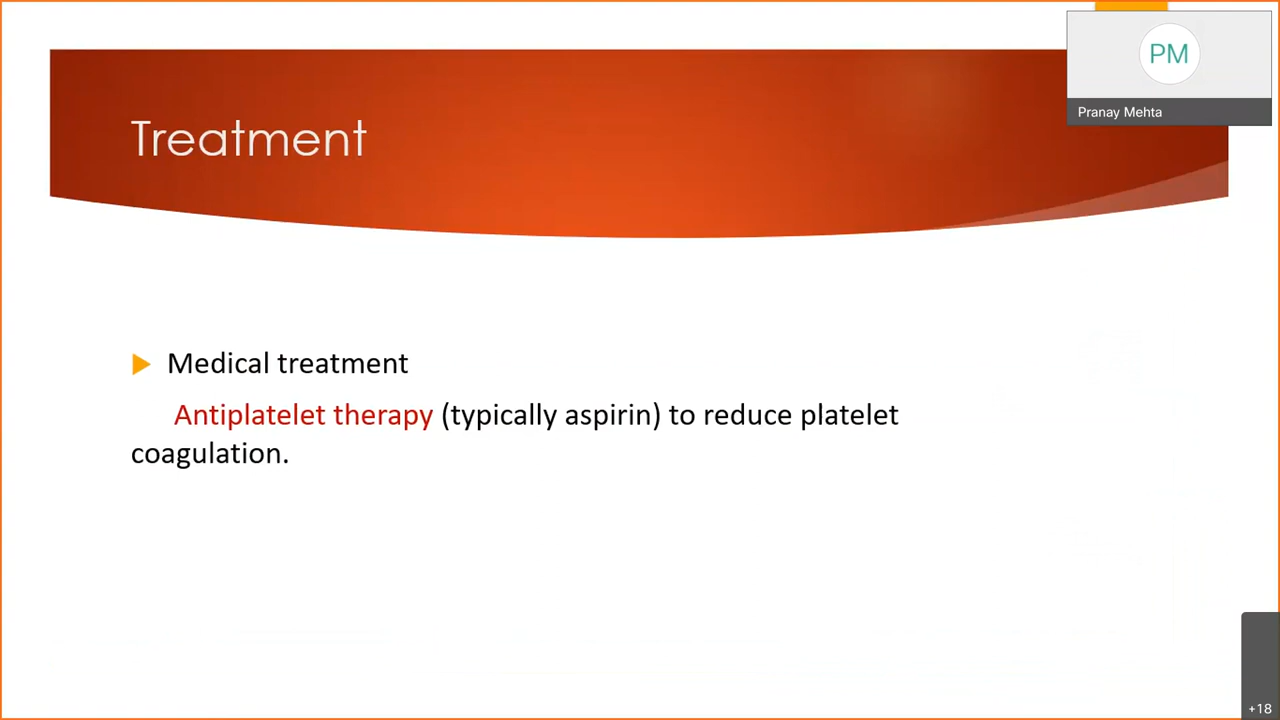 PM
Pranay Mehta
Treatment
Medical treatment
Antiplatelet therapy (typically aspirin) to reduce platelet
coagulation.
+18